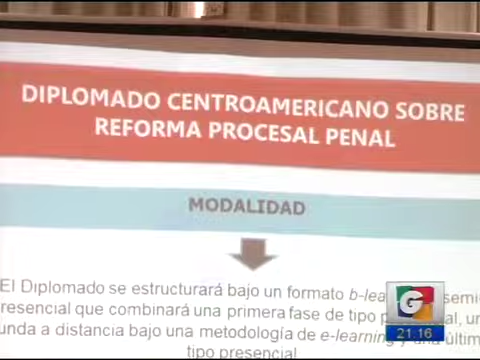 DIPLOMADO CENTROAMERICANO SOBRE
REFORMA PROCESAL PENAL
MODALIDAD
El Diplomado se estructurará bajo un formato
presencial que combinará una primera fase de tipo
a distancia bajo una metodología de e-learning y una
tipo presencial
G
21:16